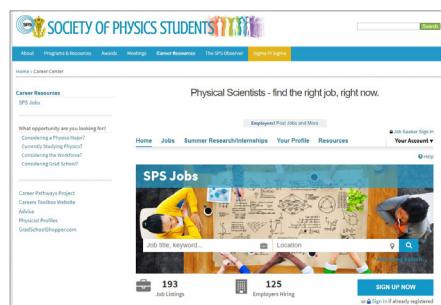 sps
SOCIETY OF PHYSICS STUDENTS
Search
About Programs & Resources Awards Meetings Career Resources The SPS Observer Sigma Pi Sigma
Home » Career Center
Career Resources
SPS Jobs
What opportunity are you looking for?
Considering a Physics Major?
Currently Studying Physics?
Considering the Workforce?
Considering Grad School?
Career Pathways Project
Careers Toolbox Website
Advice
Physicist Profiles
GradSchoolShopper.com
Physical Scientists - find the right job, right now.
Employers! Post Jobs and More
Job Seeker Sign In
Home Jobs Summer Research/Internships Your Profile Resources Your Account
Help
SPS Jobs
Job title, keyword... Location
193
Job Listings
125
Employers Hiring
SIGN UP NOW
or Sign In if already registered